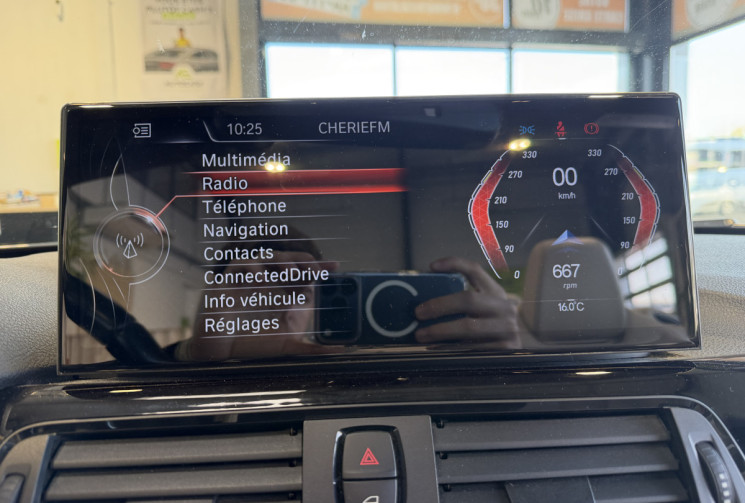 10:25 CHERIEFM
Multimédia
Radio
Téléphone
Navigation
Contacts
ConnectedDrive
Info véhicule
Réglages
330 330
270 270
210 210
150 150
90 90
0 0
00
km/h
667
rpm
16.0°C